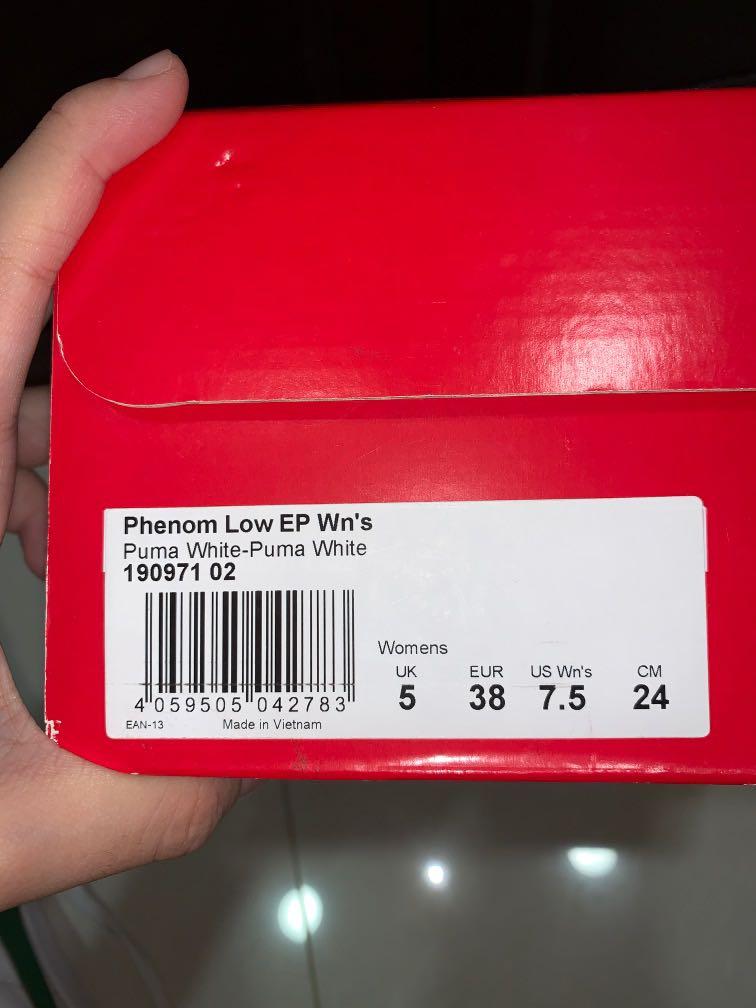 Phenom Low EP Wn's
Puma White-Puma White
190971 02
Womens
UK EUR US Wn's CM
5 38 7.5 24
4 059505 042783
EAN-13 Made in Vietnam